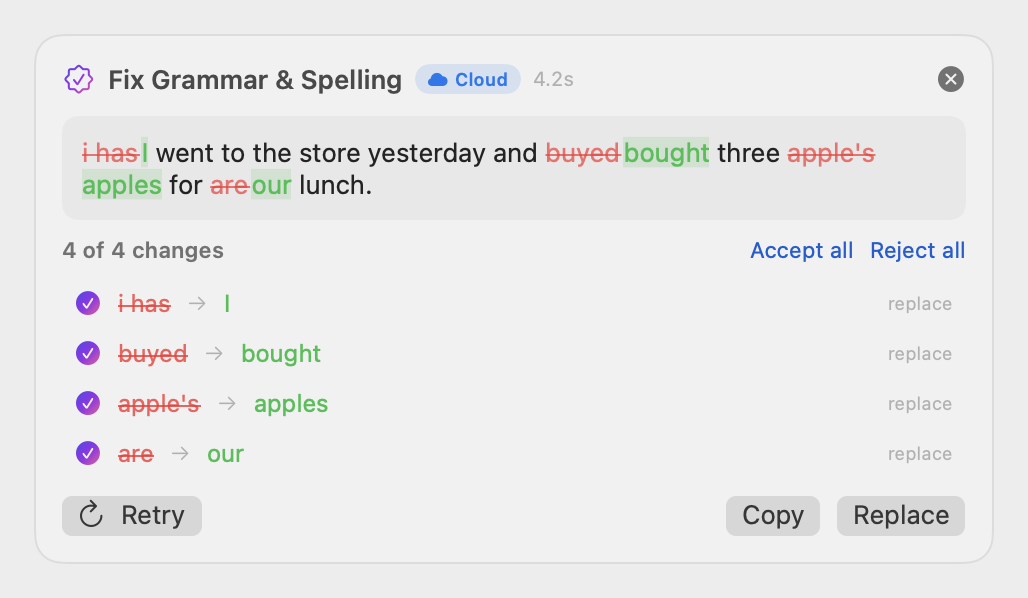 Fix Grammar & Spelling Cloud 4.2s
i has I went to the store yesterday and buyed bought three apple's
apples for are our lunch.
4 of 4 changes Accept all Reject all
i has → I replace
buyed → bought replace
apple's → apples replace
are → our replace
Retry Copy Replace